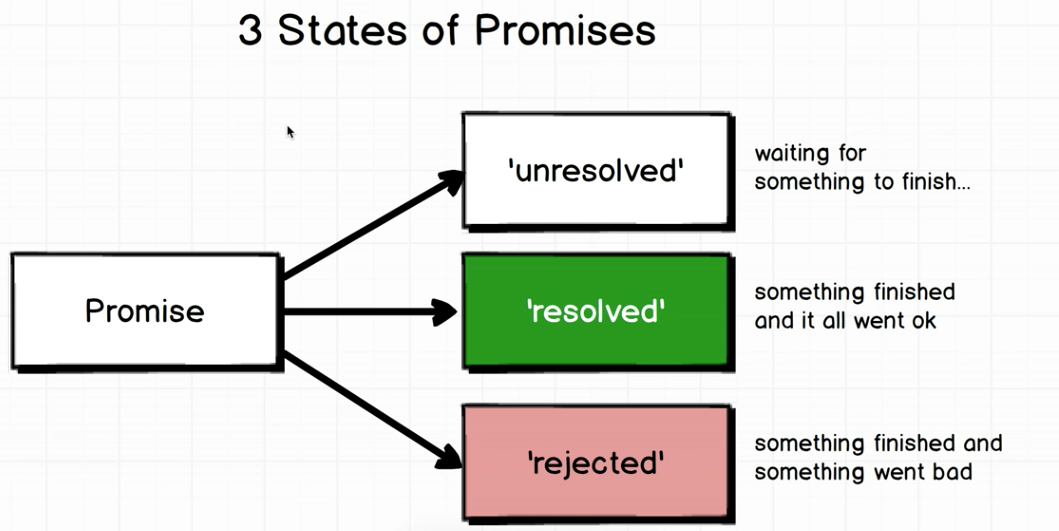 3 States of Promises
Promise
'unresolved'
waiting for
something to finish...
'resolved'
something finished
and it all went ok
'rejected'
something finished and
something went bad